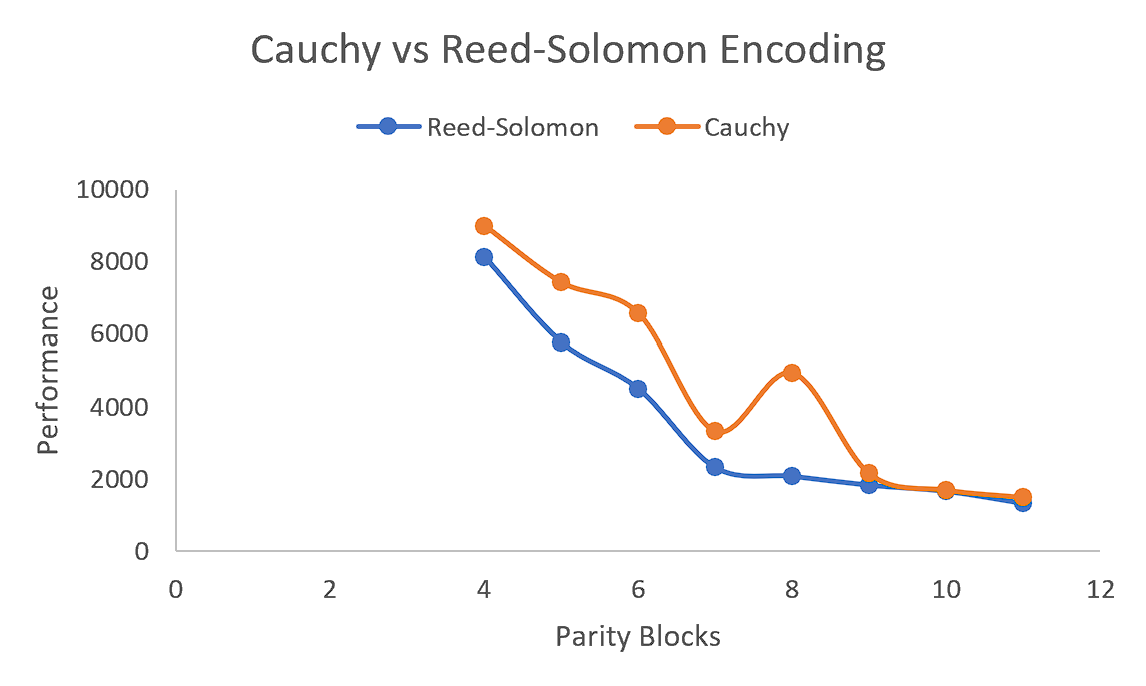 Cauchy vs Reed-Solomon Encoding
Reed-Solomon Cauchy
10000
8000
6000
4000
2000
0
Performance
0 2 4 6 8 10 12
Parity Blocks